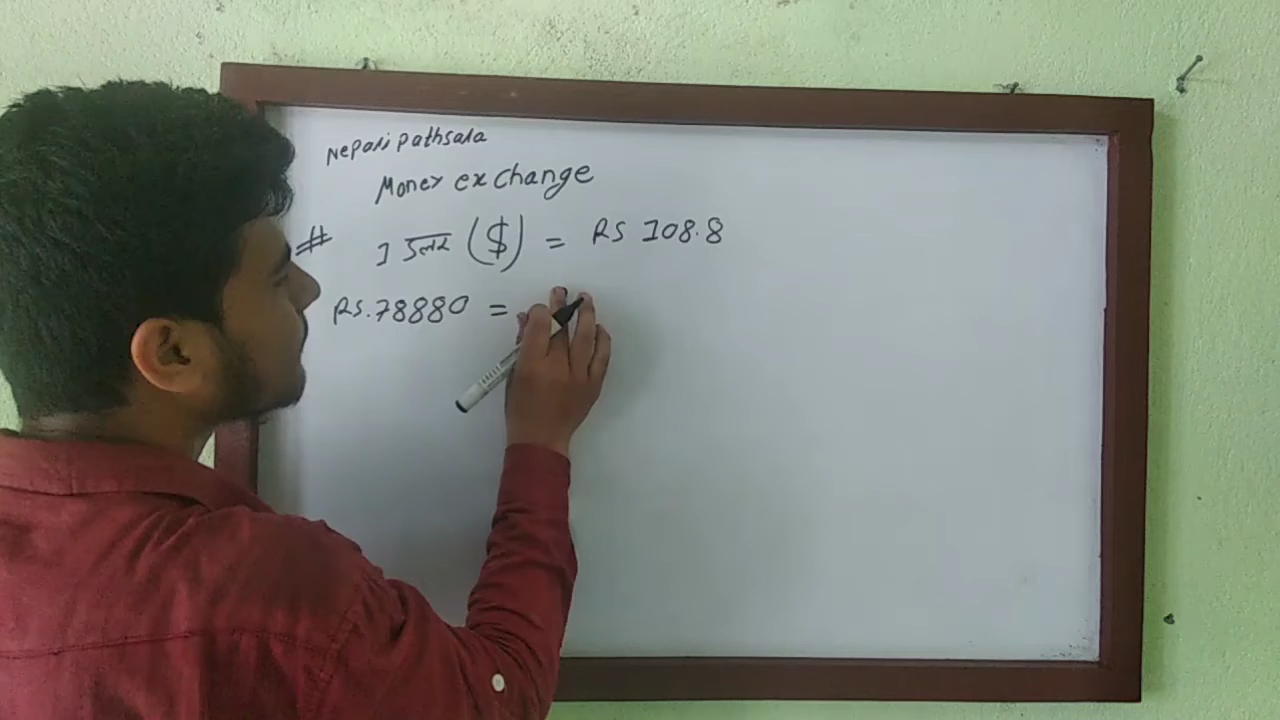 Nepali pathsala
Money exchange
# 1 डलर ($) = RS 108.8
RS.78880 =